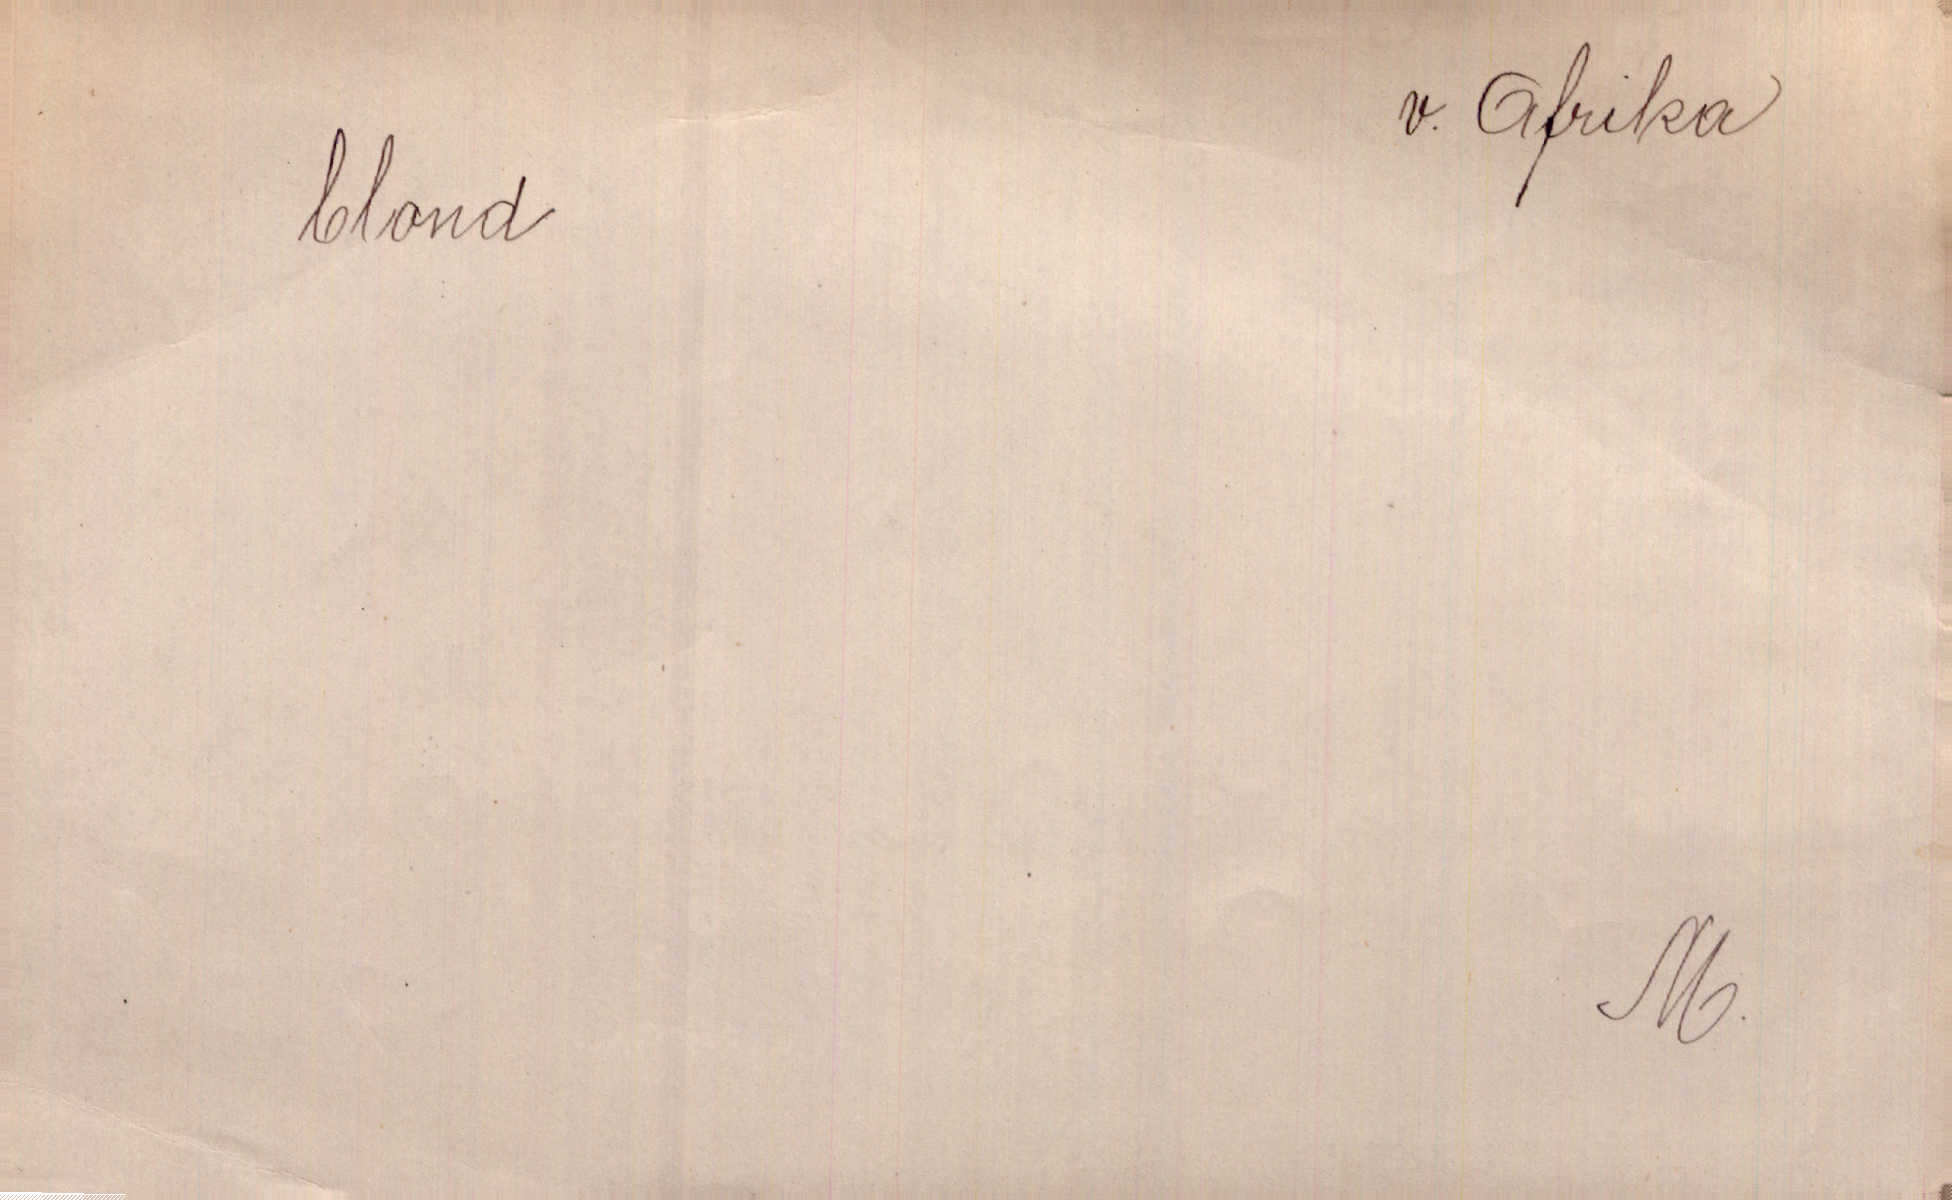 v. Afrika
blond
M.